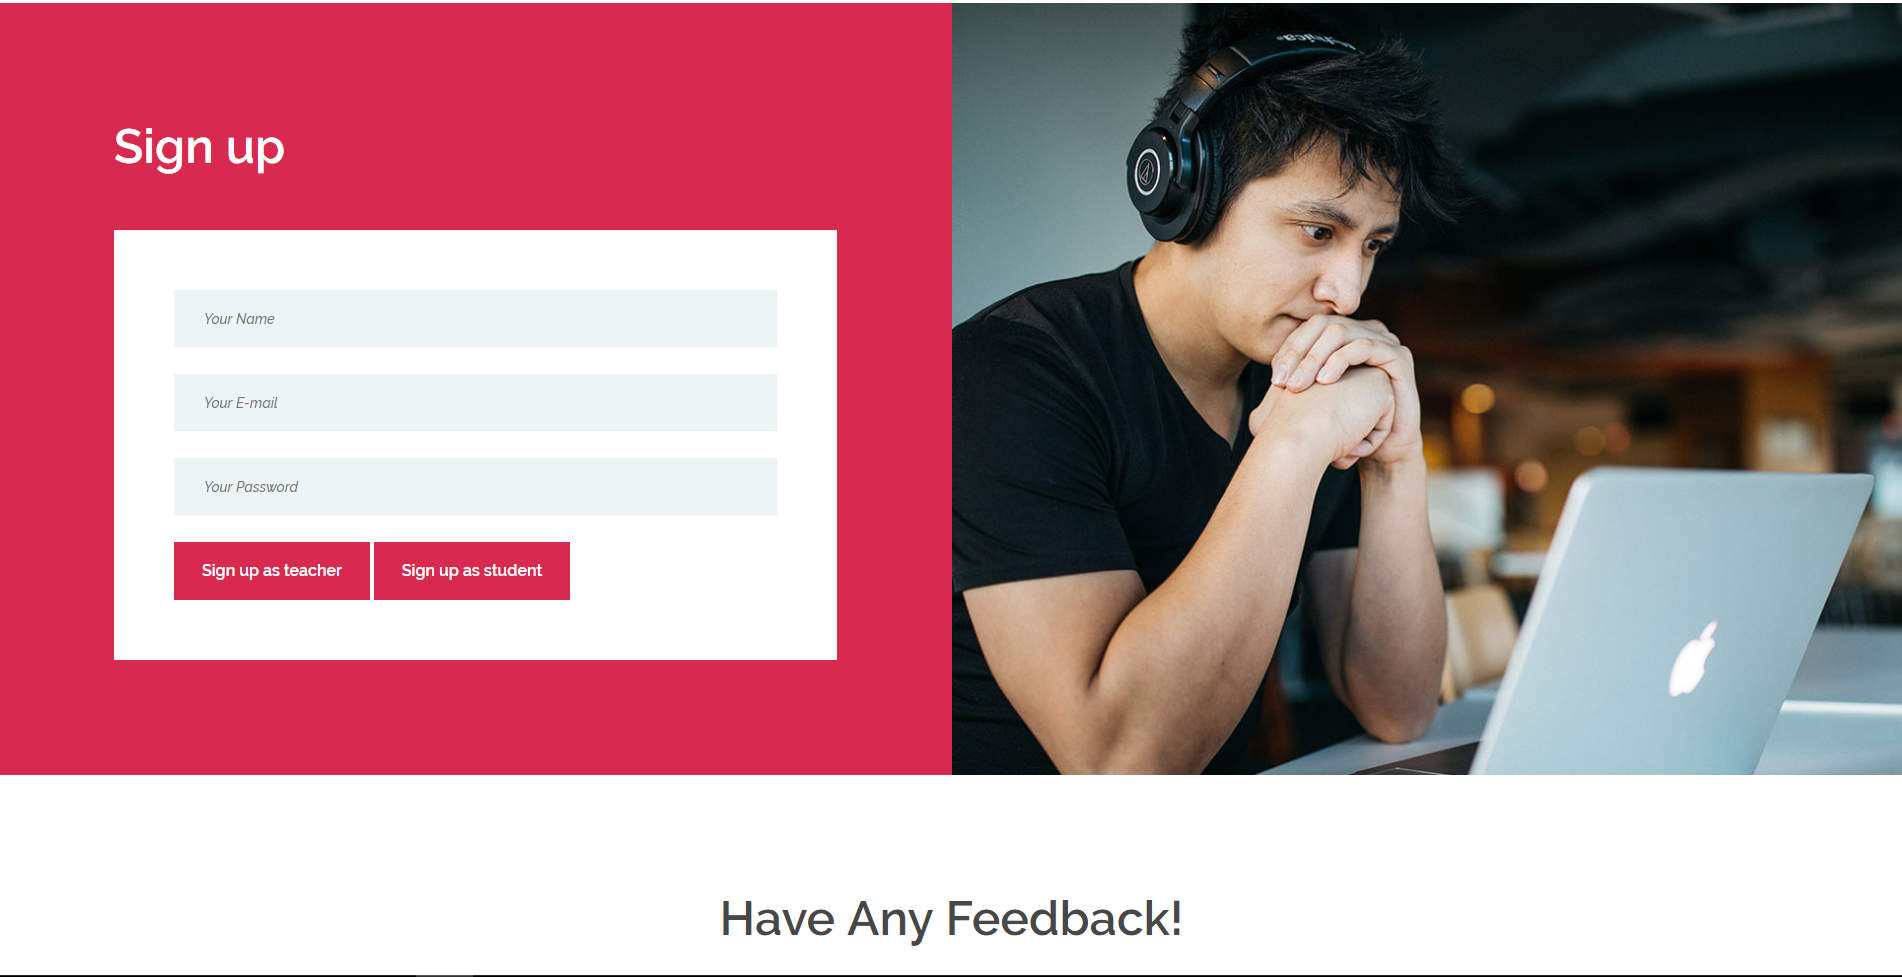 Sign up
Your Name
Your E-mail
Your Password
Sign up as teacher
Sign up as student
Have Any Feedback!